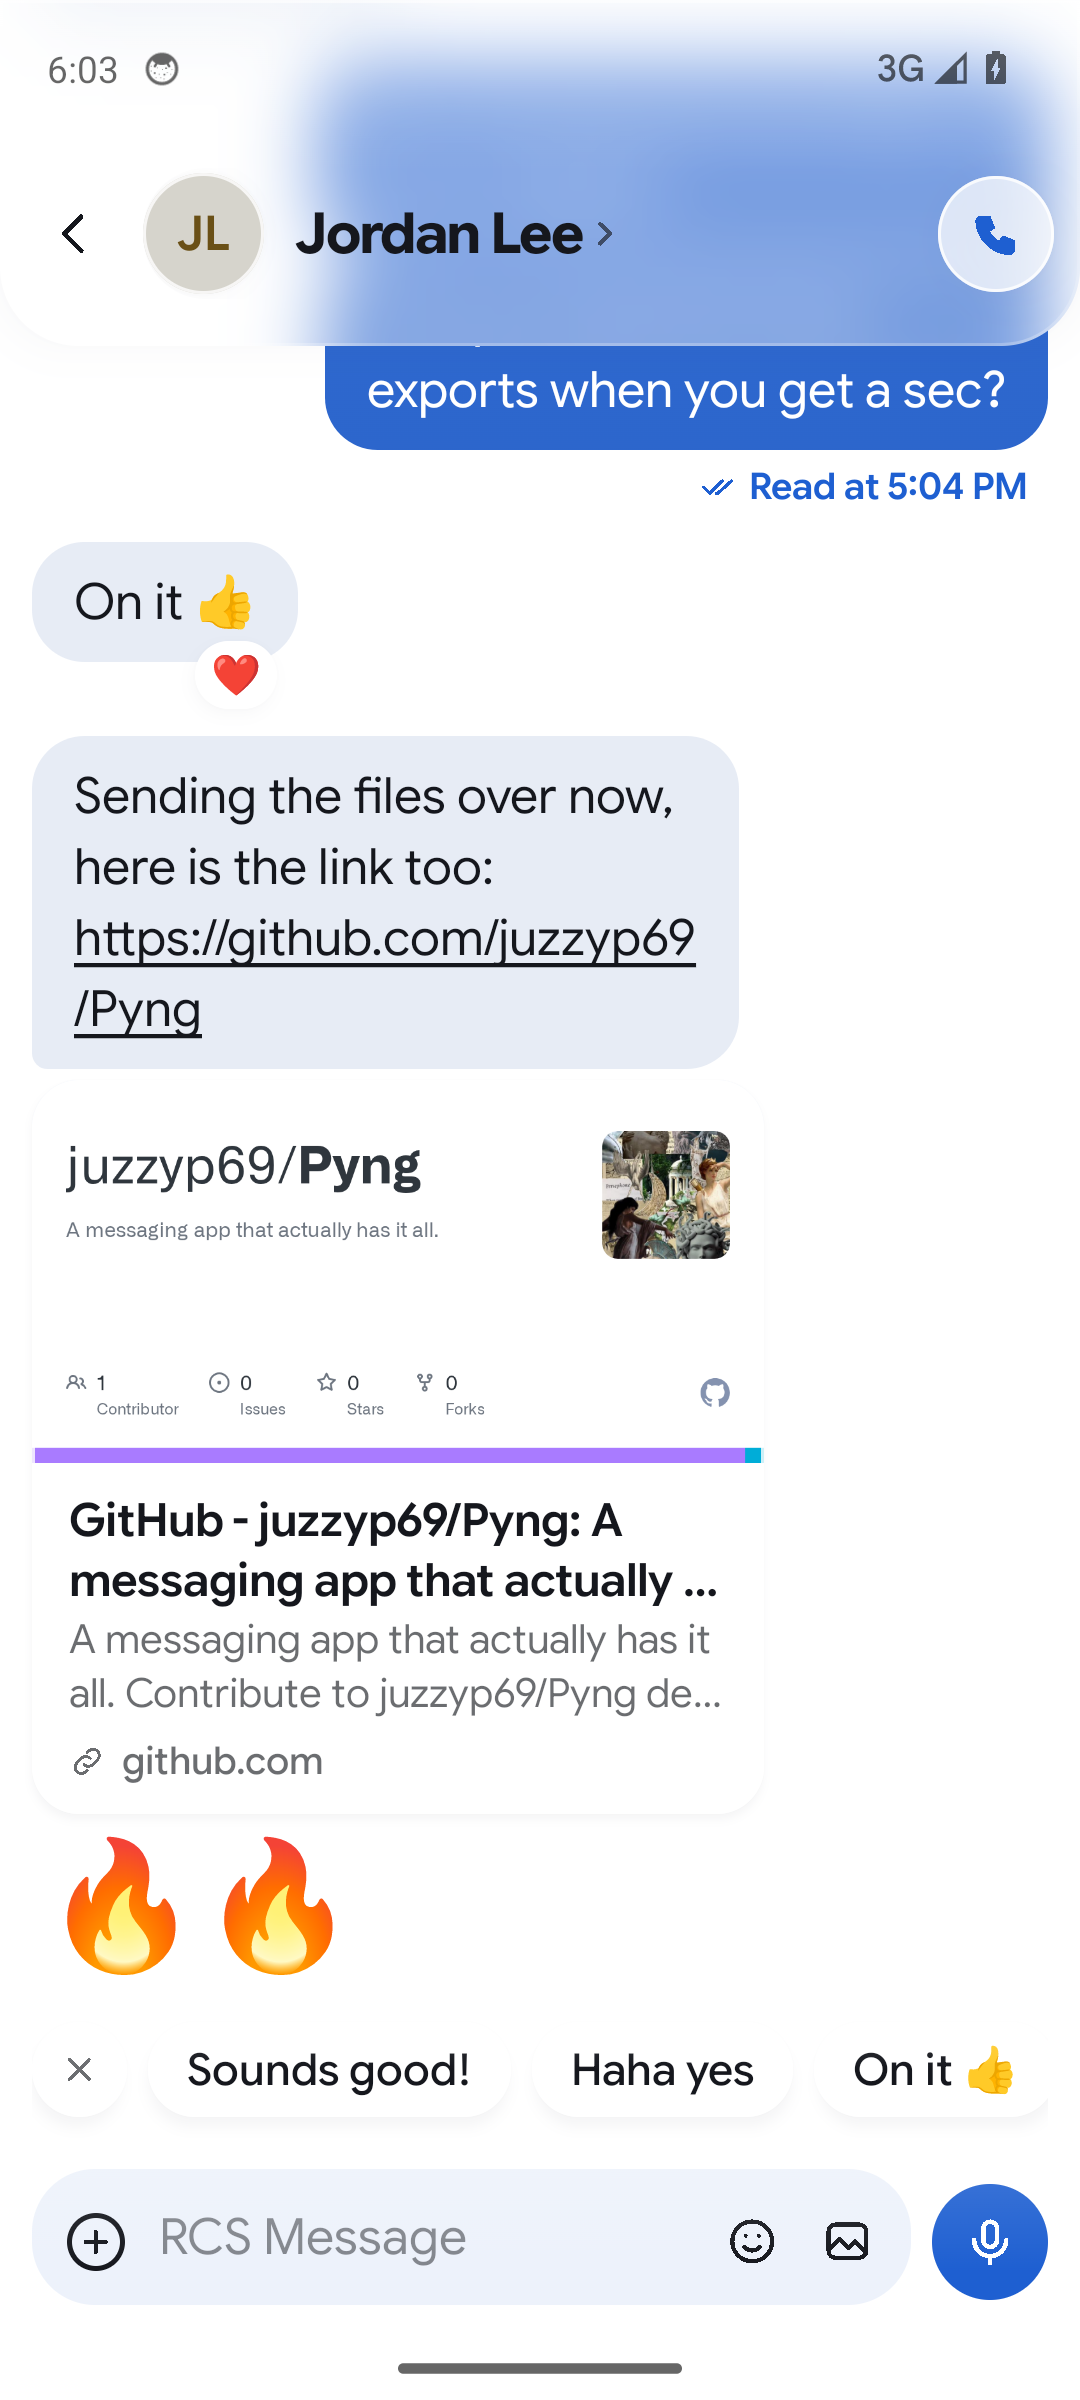 6:03
3G
JL
Jordan Lee
exports when you get a sec?
Read at 5:04 PM
On it 👍
❤️
Sending the files over now,
here is the link too:
https://github.com/juzzyp69
/Pyng
juzzyp69/Pyng
A messaging app that actually has it all.
1
Contributor
0
Issues
0
Stars
0
Forks
GitHub - juzzyp69/Pyng: A
messaging app that actually ...
A messaging app that actually has it
all. Contribute to juzzyp69/Pyng de...
github.com
🔥 🔥
Sounds good!
Haha yes
On it 👍
RCS Message